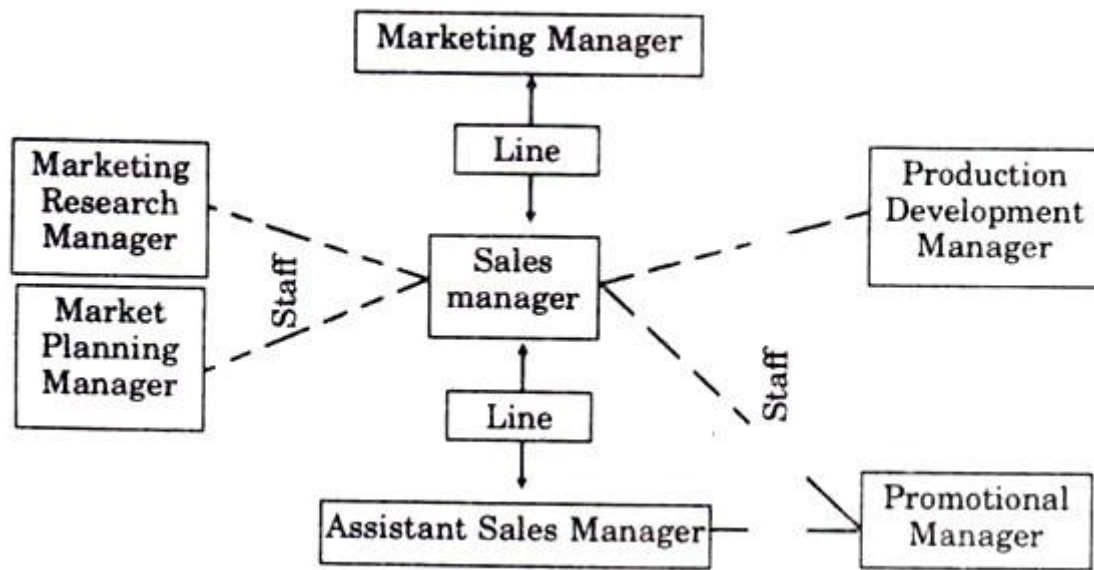 Marketing Manager
Line
Marketing
Research
Manager
Production
Development
Manager
Sales
manager
Staff
Market
Planning
Manager
Staff
Line
Assistant Sales Manager
Promotional
Manager